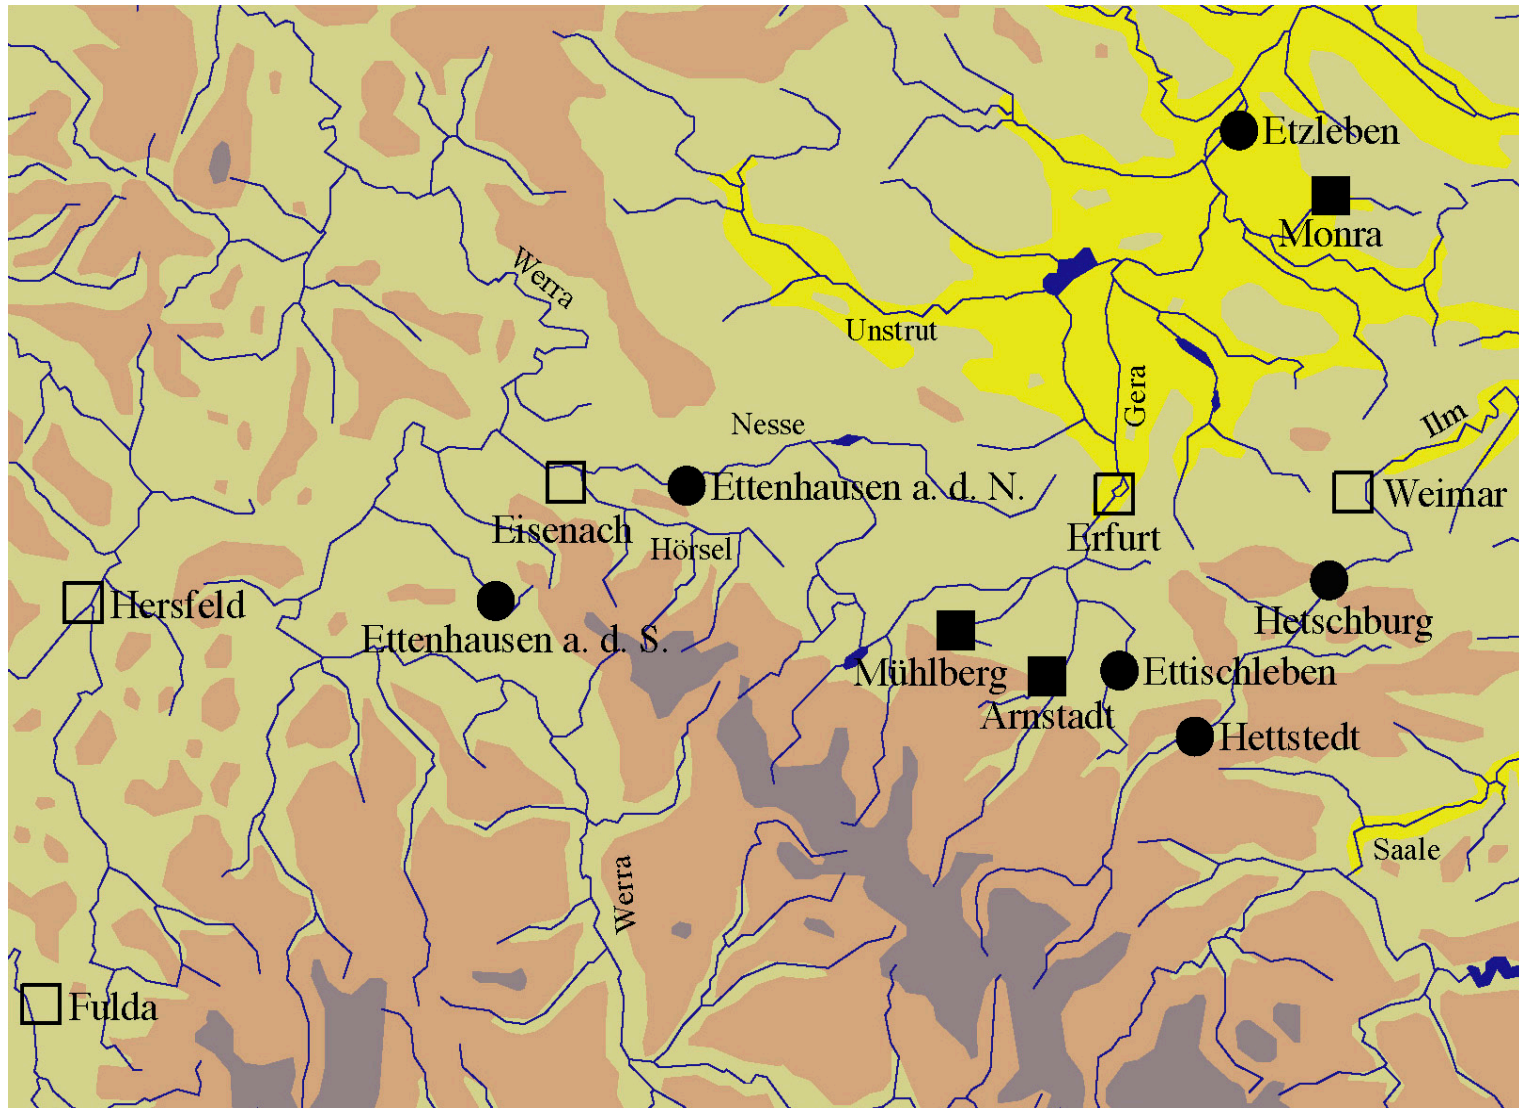 Etzleben
Monra
Werra
Unstrut
Gera
Nesse
Ilm
Ettenhausen a. d. N.
Weimar
Eisenach
Erfurt
Hörsel
Hersfeld
Hetschburg
Ettenhausen a. d. S.
Mühlberg
Ettischleben
Arnstadt
Hettstedt
Saale
Werra
Fulda